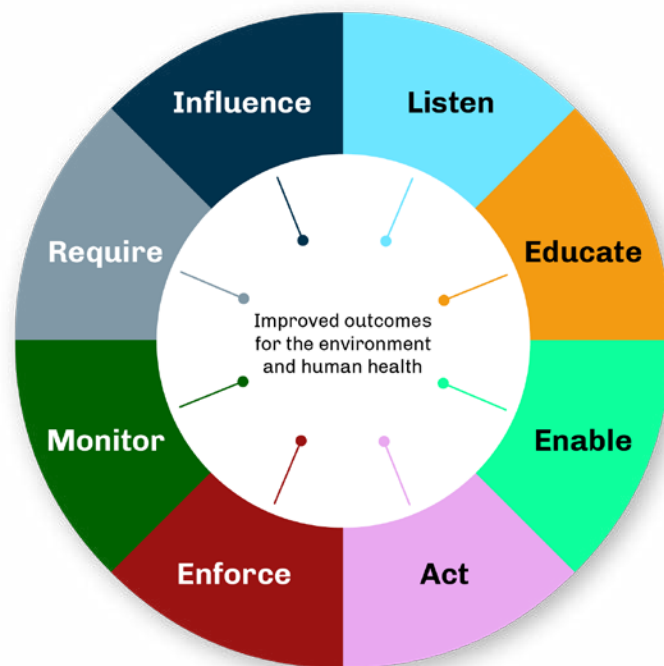 Influence
Listen
Educate
Enable
Act
Enforce
Monitor
Require
Improved outcomes
for the environment
and human health